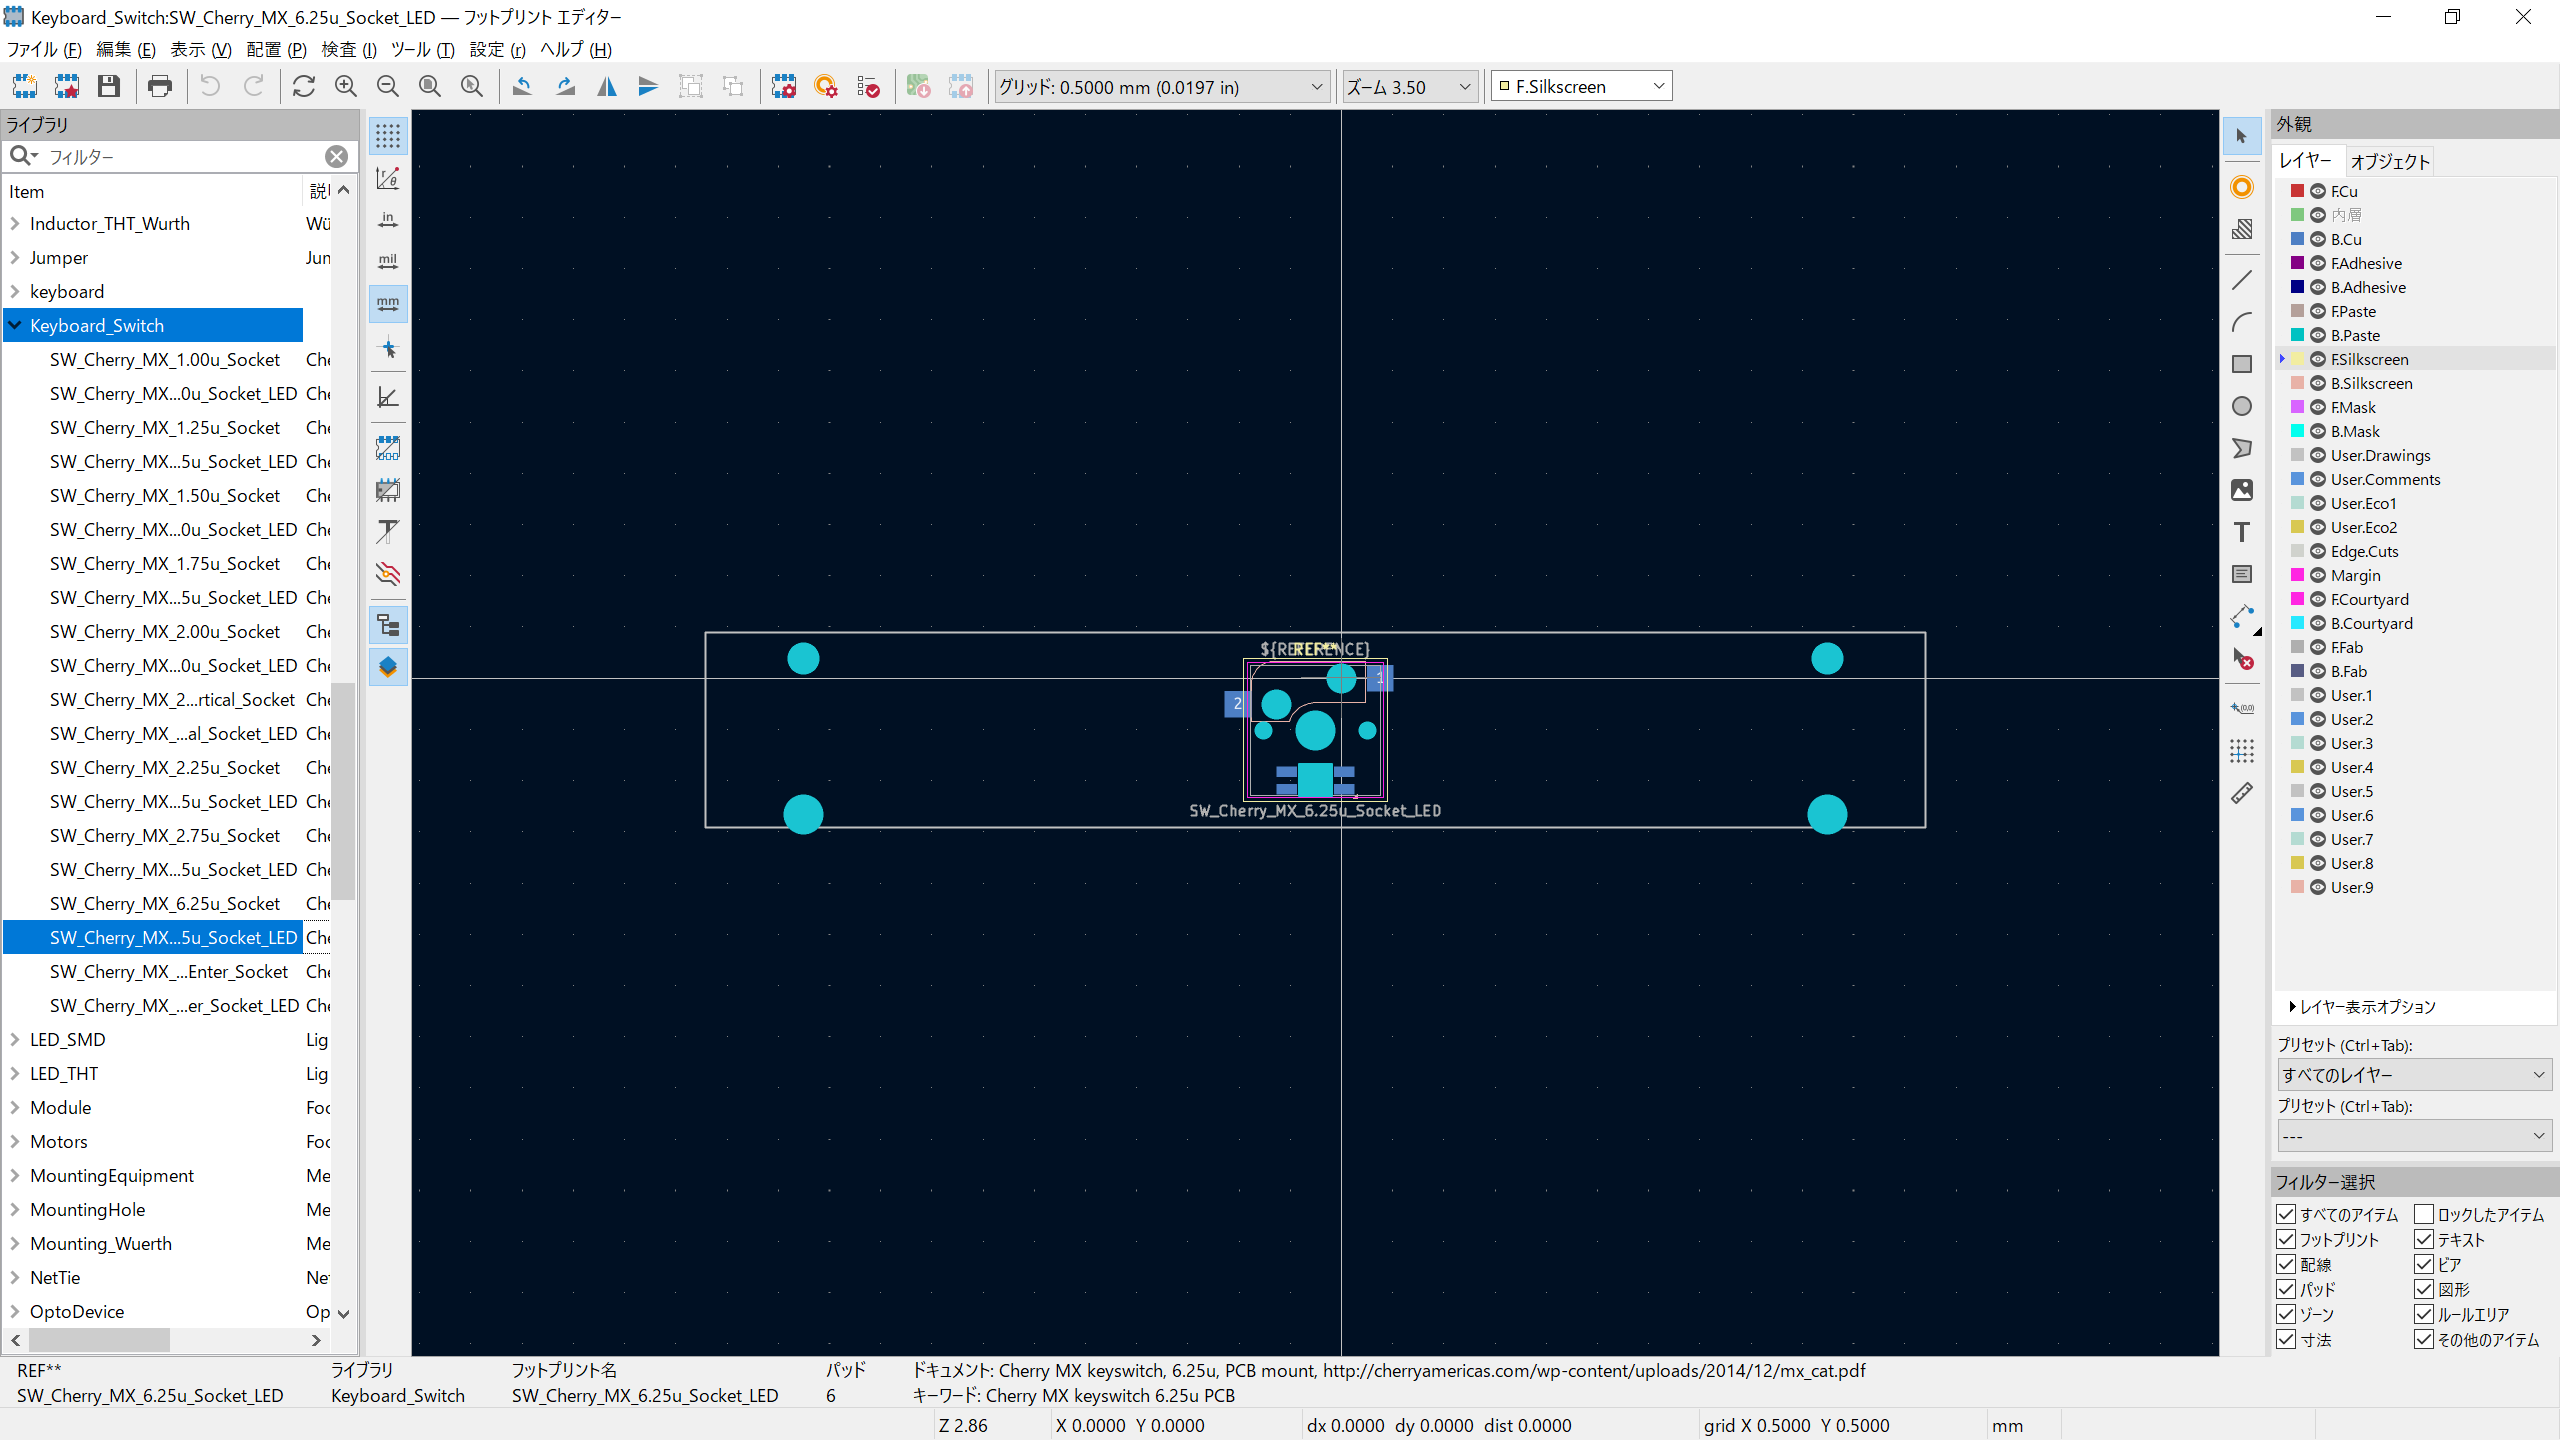 Keyboard_Switch:SW_Cherry_MX_6.25u_Socket_LED — フットプリント エディター
ファイル (F) 編集 (E) 表示 (V) 配置 (P) 検査 (I) ツール (T) 設定 (r) ヘルプ (H)
グリッド: 0.5000 mm (0.0197 in) ズーム 3.50 F.Silkscreen
ライブラリ
フィルター
Item 説
Inductor_THT_Wurth Wü
Jumper Jun
keyboard
Keyboard_Switch
SW_Cherry_MX_1.00u_Socket Che
SW_Cherry_MX...0u_Socket_LED Che
SW_Cherry_MX_1.25u_Socket Che
SW_Cherry_MX...5u_Socket_LED Che
SW_Cherry_MX_1.50u_Socket Che
SW_Cherry_MX...0u_Socket_LED Che
SW_Cherry_MX_1.75u_Socket Che
SW_Cherry_MX...5u_Socket_LED Che
SW_Cherry_MX_2.00u_Socket Che
SW_Cherry_MX...0u_Socket_LED Che
SW_Cherry_MX_2...rtical_Socket Che
SW_Cherry_MX_...al_Socket_LED Che
SW_Cherry_MX_2.25u_Socket Che
SW_Cherry_MX...5u_Socket_LED Che
SW_Cherry_MX_2.75u_Socket Che
SW_Cherry_MX...5u_Socket_LED Che
SW_Cherry_MX_6.25u_Socket Che
SW_Cherry_MX...5u_Socket_LED Che
SW_Cherry_MX_...Enter_Socket Che
SW_Cherry_MX_...er_Socket_LED Che
LED_SMD Lig
LED_THT Lig
Module Foo
Motors Foo
MountingEquipment Me
MountingHole Me
Mounting_Wuerth Me
NetTie Net
OptoDevice Op
in
mil
mm
${REFERENCE}
REF**
1
2
SW_Cherry_MX_6.25u_Socket_LED
(0,0)
外観
レイヤー オブジェクト
F.Cu
内層
B.Cu
F.Adhesive
B.Adhesive
F.Paste
B.Paste
F.Silkscreen
B.Silkscreen
F.Mask
B.Mask
User.Drawings
User.Comments
User.Eco1
User.Eco2
Edge.Cuts
Margin
F.Courtyard
B.Courtyard
F.Fab
B.Fab
User.1
User.2
User.3
User.4
User.5
User.6
User.7
User.8
User.9
レイヤー表示オプション
プリセット (Ctrl+Tab):
すべてのレイヤー
プリセット (Ctrl+Tab):
---
フィルター選択
すべてのアイテム ロックしたアイテム
フットプリント テキスト
配線 ビア
パッド 図形
ゾーン ルールエリア
寸法 その他のアイテム
REF** ライブラリ フットプリント名 パッド ドキュメント: Cherry MX keyswitch, 6.25u, PCB mount, http://cherryamericas.com/wp-content/uploads/2014/12/mx_cat.pdf
SW_Cherry_MX_6.25u_Socket_LED Keyboard_Switch SW_Cherry_MX_6.25u_Socket_LED 6 キーワード: Cherry MX keyswitch 6.25u PCB
Z 2.86 X 0.0000 Y 0.0000 dx 0.0000 dy 0.0000 dist 0.0000 grid X 0.5000 Y 0.5000 mm